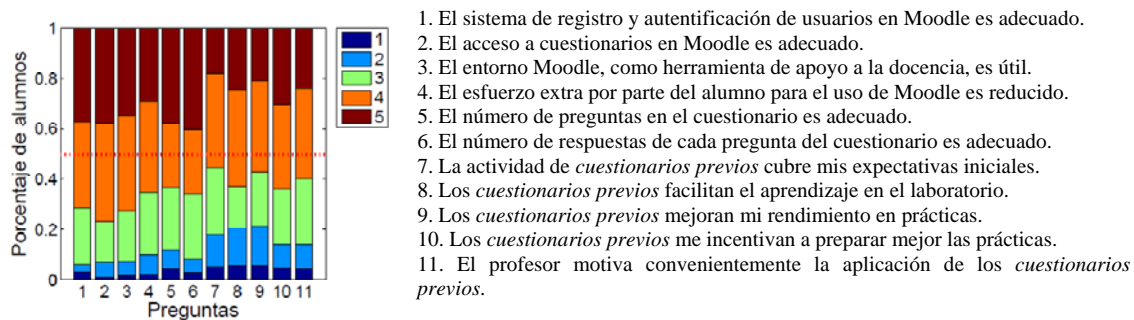 1
0.8
0.6
0.4
0.2
0
Porcentaje de alumnos
1 2 3 4 5 6 7 8 9 10 11
Preguntas
1
2
3
4
5
1. El sistema de registro y autentificación de usuarios en Moodle es adecuado.
2. El acceso a cuestionarios en Moodle es adecuado.
3. El entorno Moodle, como herramienta de apoyo a la docencia, es útil.
4. El esfuerzo extra por parte del alumno para el uso de Moodle es reducido.
5. El número de preguntas en el cuestionario es adecuado.
6. El número de respuestas de cada pregunta del cuestionario es adecuado.
7. La actividad de cuestionarios previos cubre mis expectativas iniciales.
8. Los cuestionarios previos facilitan el aprendizaje en el laboratorio.
9. Los cuestionarios previos mejoran mi rendimiento en prácticas.
10. Los cuestionarios previos me incentivan a preparar mejor las prácticas.
11. El profesor motiva convenientemente la aplicación de los cuestionarios
previos.